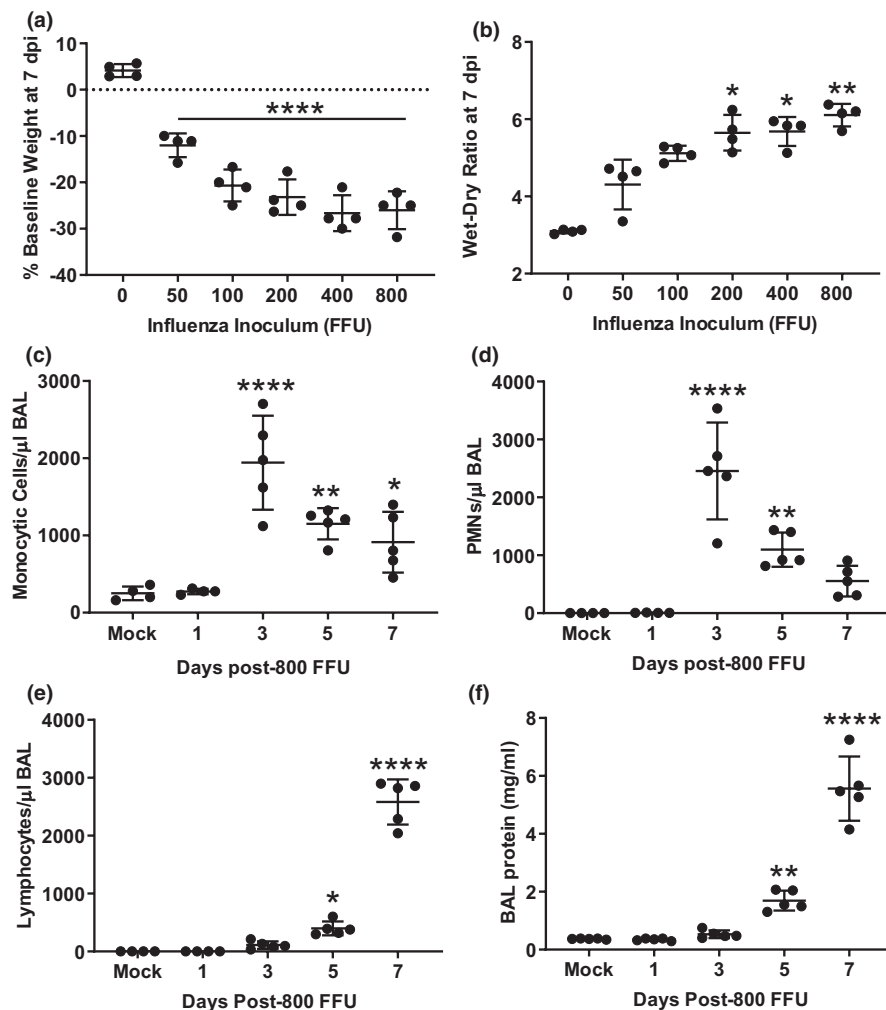 (a)
% Baseline Weight at 7 dpi
10
0
-10
-20
-30
-40
****
0 50 100 200 400 800
Influenza Inoculum (FFU)
(b)
Wet-Dry Ratio at 7 dpi
8
6
4
2
* * **
0 50 100 200 400 800
Influenza Inoculum (FFU)
(c)
Monocytic Cells/μl BAL
3000
2000
1000
0
**** ** *
Mock 1 3 5 7
Days post-800 FFU
(d)
PMNs/μl BAL
4000
3000
2000
1000
0
**** **
Mock 1 3 5 7
Days post-800 FFU
(e)
Lymphocytes/μl BAL
4000
3000
2000
1000
0
* ****
Mock 1 3 5 7
Days Post-800 FFU
(f)
BAL protein (mg/ml)
8
6
4
2
0
** ****
Mock 1 3 5 7
Days Post-800 FFU